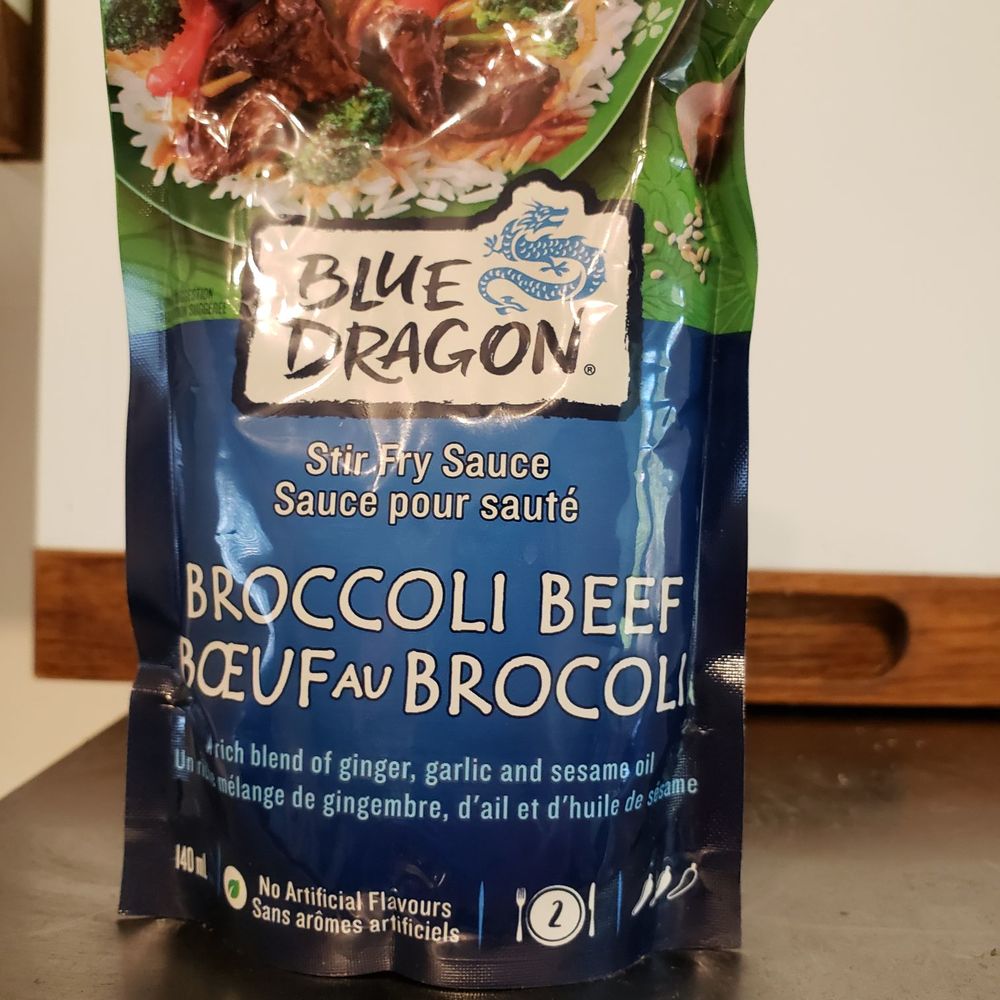 BLUE
DRAGON®
Stir Fry Sauce
Sauce pour sauté
BROCCOLI BEEF
BŒUF AU BROCOLI
rich blend of ginger, garlic and sesame oil
Un mélange de gingembre, d'ail et d'huile de sésame
140 ml
No Artificial Flavours
Sans arômes artificiels
2